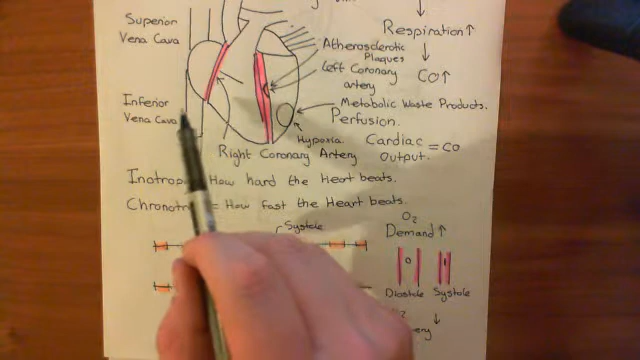 Superior
Vena Cava
Respiration↑
Atherosclerotic
Plaques
Left Coronary
artery
CO↑
Inferior
Vena Cava
Metabolic Waste Products.
Perfusion.
Hypoxia.
Right Coronary Artery
Cardiac
Output. = CO
How hard the Heart beats.
= How fast the Heart beats.
Systole
O2
Demand↑
Diastole Systole